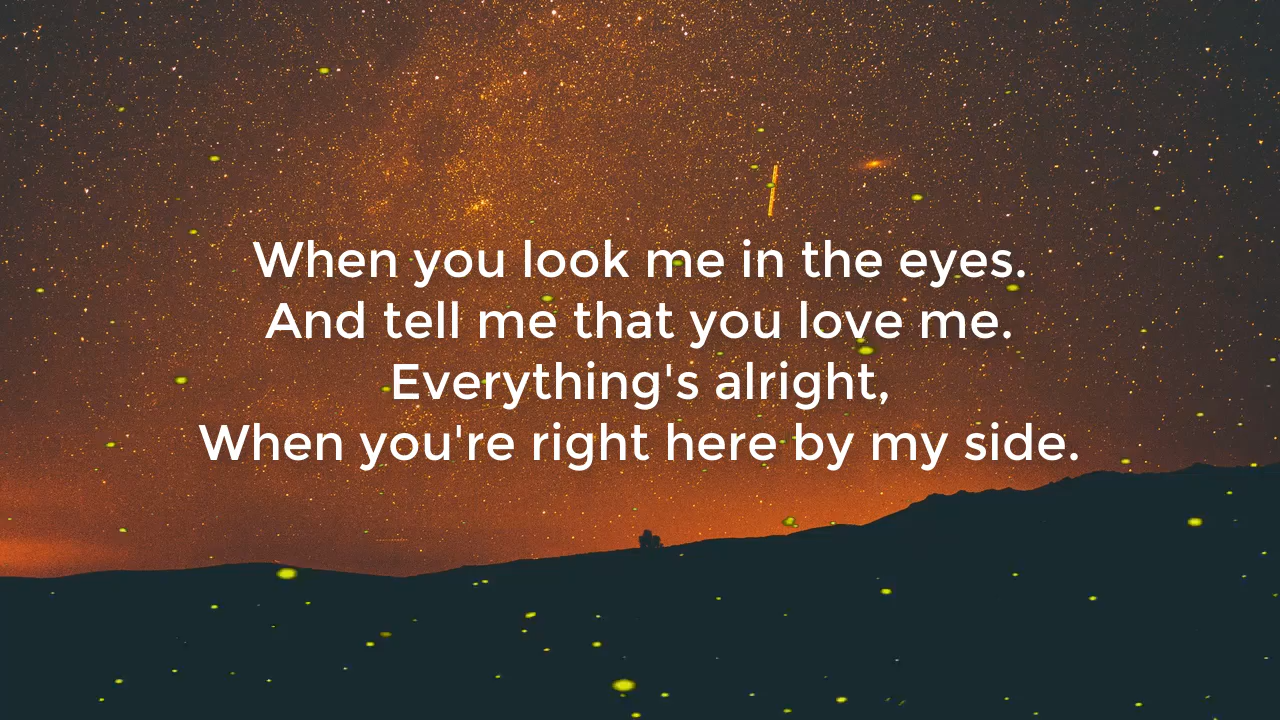 When you look me in the eyes.
And tell me that you love me.
Everything's alright,
When you're right here by my side.